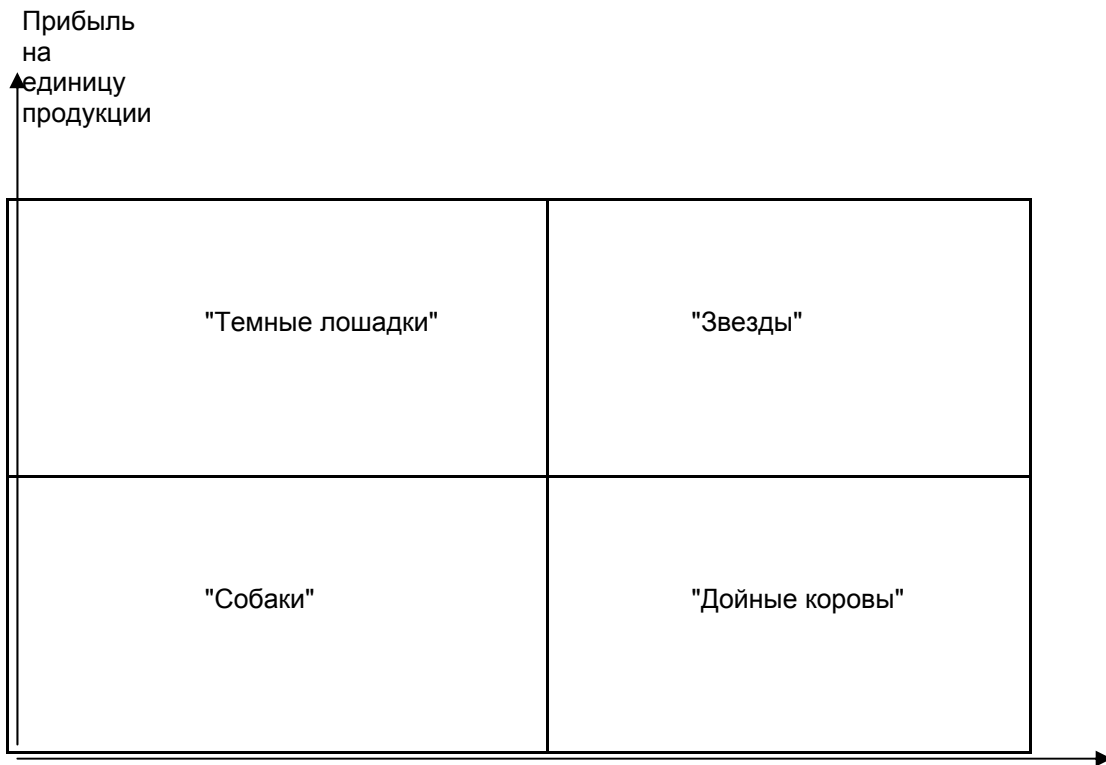 Прибыль
на
единицу
продукции
"Темные лошадки"
"Звезды"
"Собаки"
"Дойные коровы"